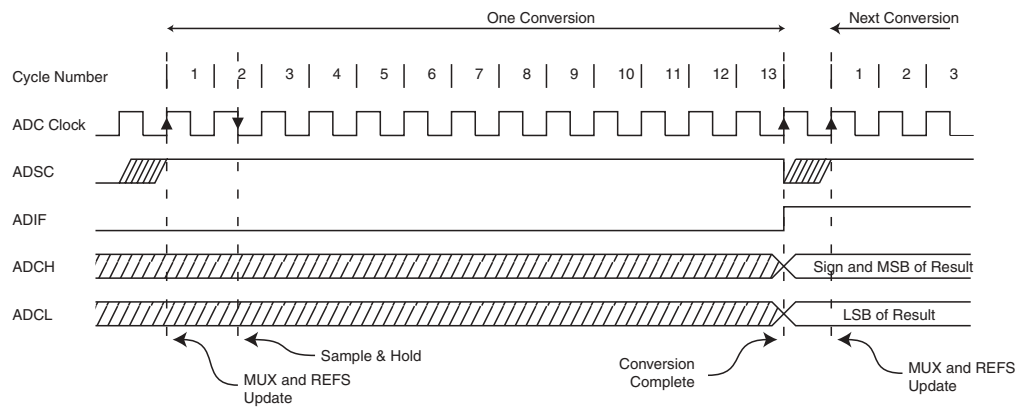 One Conversion
Next Conversion
Cycle Number 1 2 3 4 5 6 7 8 9 10 11 12 13 1 2 3
ADC Clock
ADSC
ADIF
ADCH Sign and MSB of Result
ADCL LSB of Result
Sample & Hold
MUX and REFS
Update
Conversion
Complete
MUX and REFS
Update